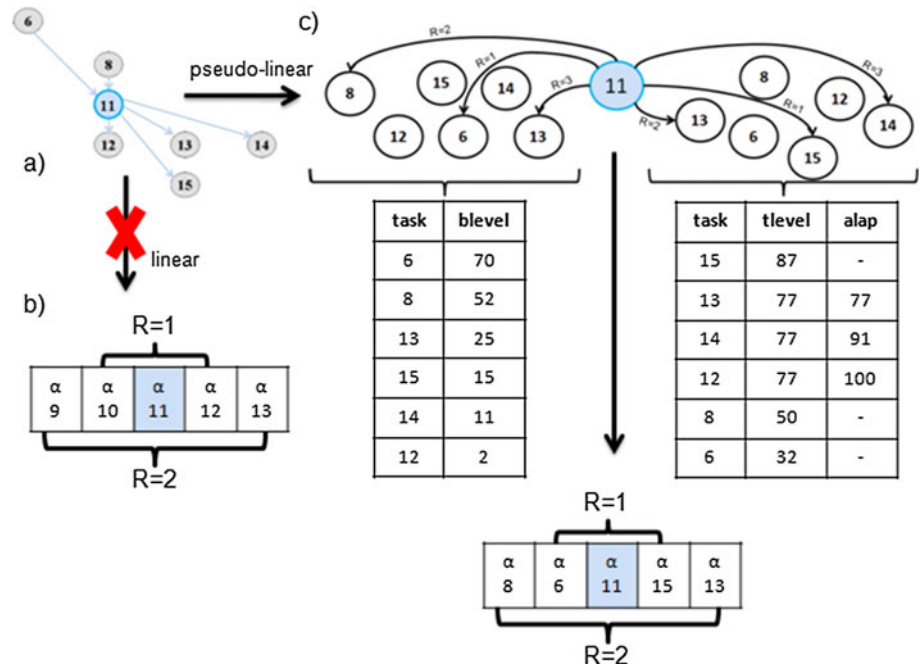 a)
6
8
11
12
13
14
15
pseudo-linear
linear
b)
R=1
α α α α α
9 10 11 12 13
R=2
c)
R=2
R=1
R=3
R=3
R=1
R=2
8
15
14
12
6
13
11
13
8
12
6
14
15
task blevel
6 70
8 52
13 25
15 15
14 11
12 2
task tlevel alap
15 87 -
13 77 77
14 77 91
12 77 100
8 50 -
6 32 -
R=1
α α α α α
8 6 11 15 13
R=2